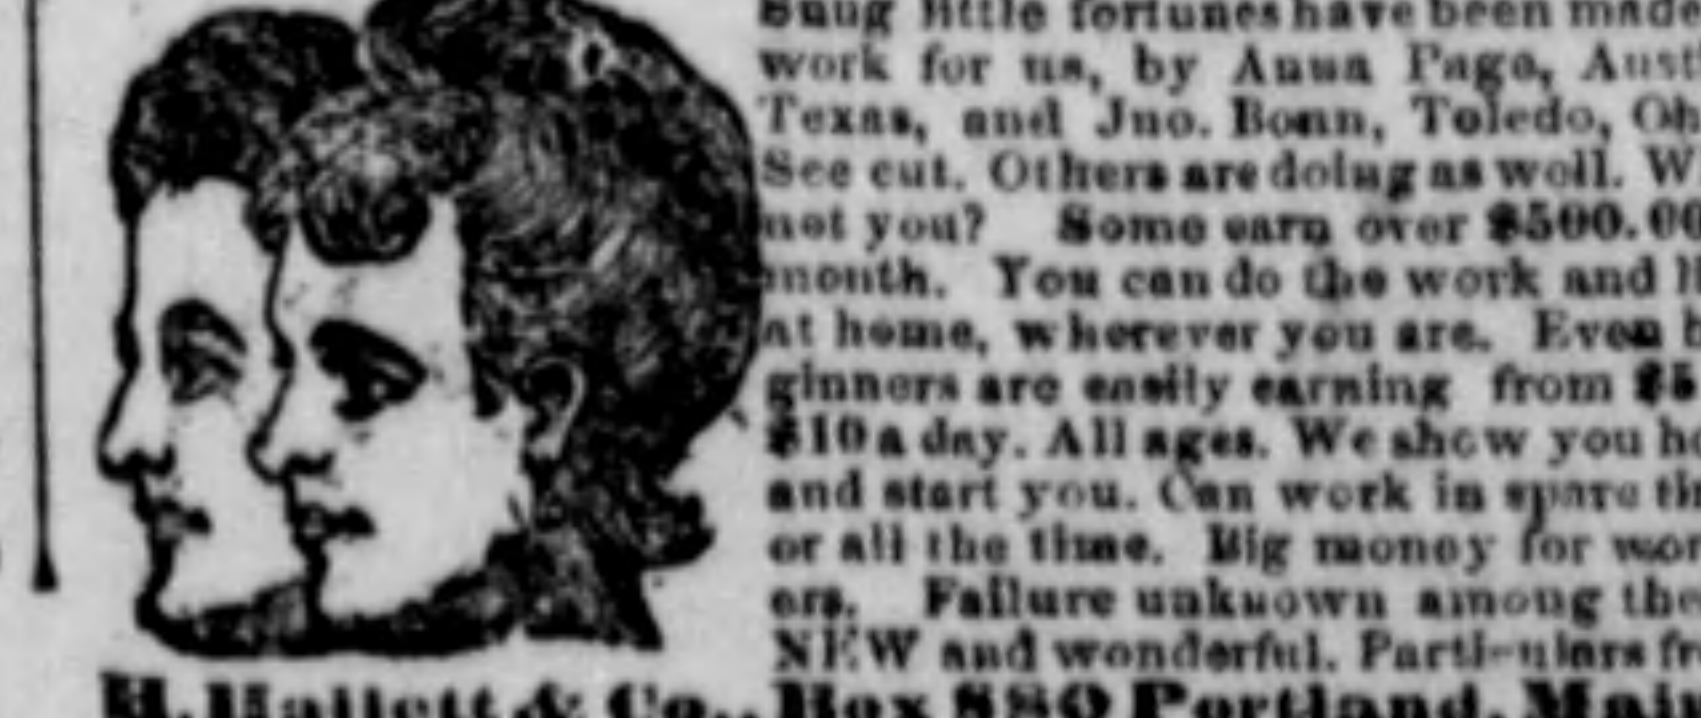 Snug little fortunes have been made
work for us, by Anna Page, Aust
Texas, and Jno. Bonn, Toledo, Oh
See cut. Others are doing as well. W
not you? Some earn over $500.00
month. You can do the work and li
at home, wherever you are. Even b
ginners are easily earning from $5
$10 a day. All ages. We show you ho
and start you. Can work in spare tim
or all the time. Big money for wor
ers. Failure unknown among the
NEW and wonderful. Particulars fr
H. Hallett & Co., Box 880 Portland, Main